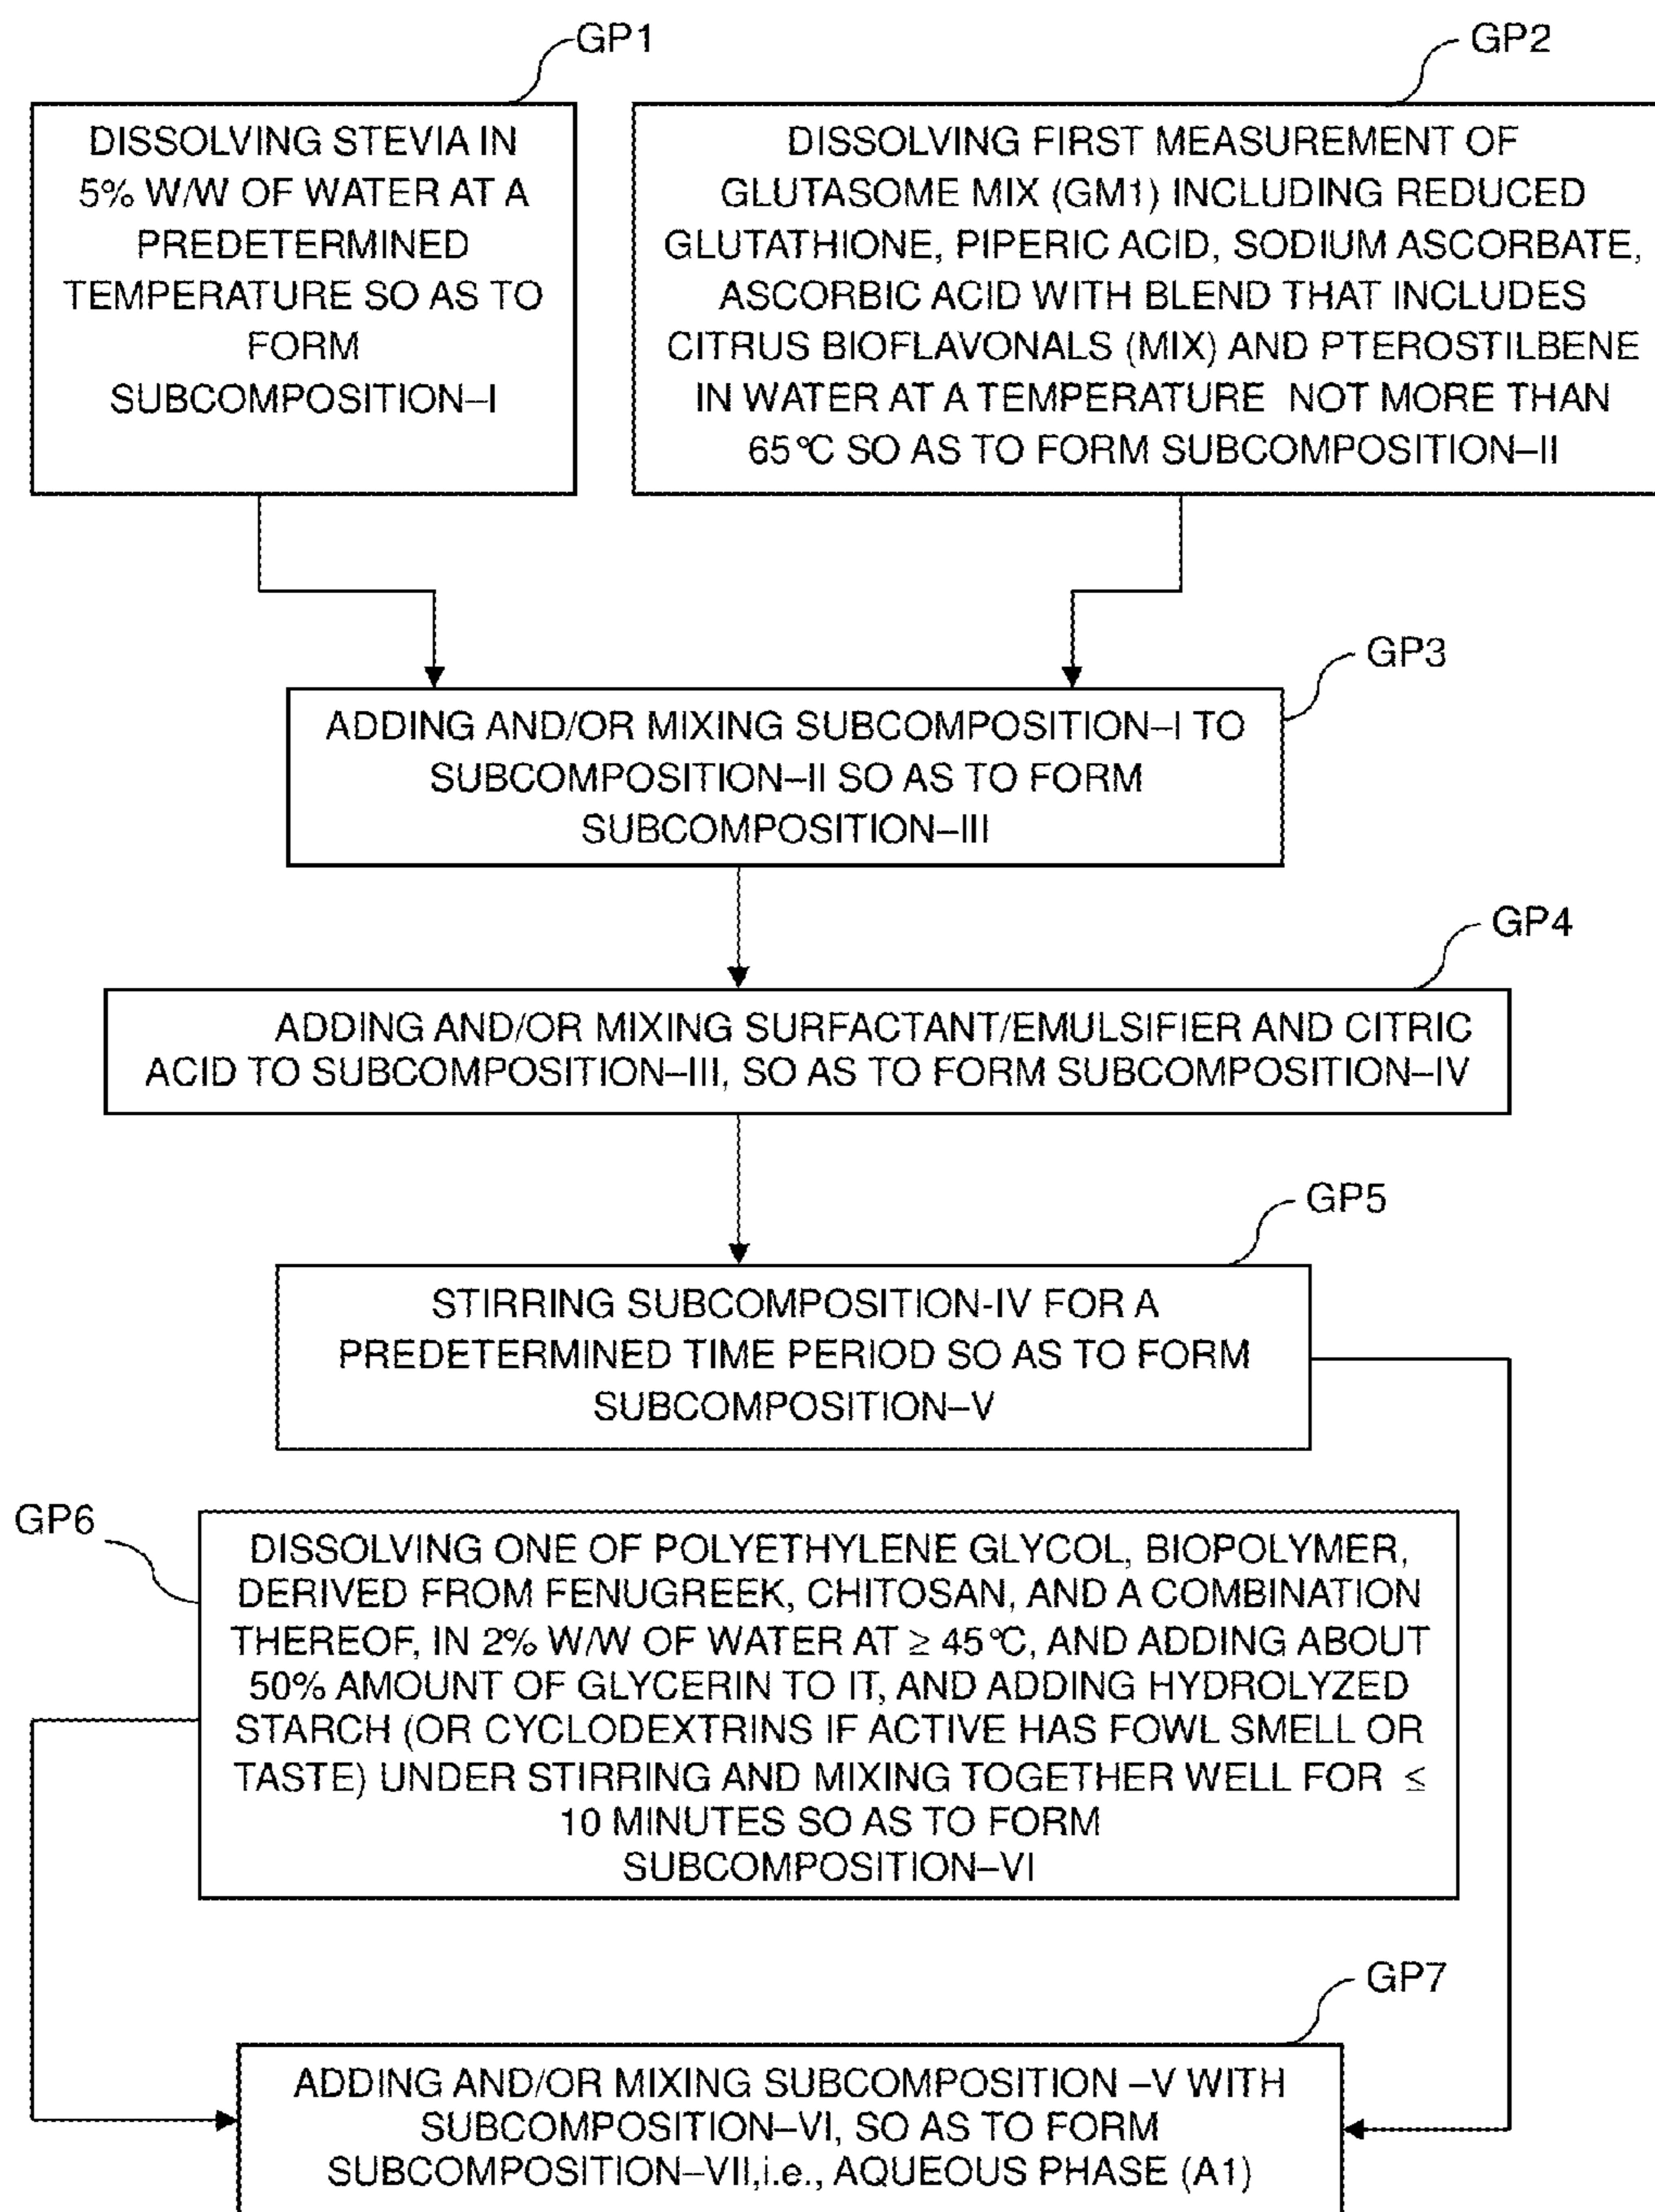 GP1
DISSOLVING STEVIA IN
5% W/W OF WATER AT A
PREDETERMINED
TEMPERATURE SO AS TO
FORM
SUBCOMPOSITION–I
GP2
DISSOLVING FIRST MEASUREMENT OF
GLUTASOME MIX (GM1) INCLUDING REDUCED
GLUTATHIONE, PIPERIC ACID, SODIUM ASCORBATE,
ASCORBIC ACID WITH BLEND THAT INCLUDES
CITRUS BIOFLAVONALS (MIX) AND PTEROSTILBENE
IN WATER AT A TEMPERATURE NOT MORE THAN
65°C SO AS TO FORM SUBCOMPOSITION–II
GP3
ADDING AND/OR MIXING SUBCOMPOSITION–I TO
SUBCOMPOSITION–II SO AS TO FORM
SUBCOMPOSITION–III
GP4
ADDING AND/OR MIXING SURFACTANT/EMULSIFIER AND CITRIC
ACID TO SUBCOMPOSITION–III, SO AS TO FORM SUBCOMPOSITION–IV
GP5
STIRRING SUBCOMPOSITION-IV FOR A
PREDETERMINED TIME PERIOD SO AS TO FORM
SUBCOMPOSITION–V
GP6
DISSOLVING ONE OF POLYETHYLENE GLYCOL, BIOPOLYMER,
DERIVED FROM FENUGREEK, CHITOSAN, AND A COMBINATION
THEREOF, IN 2% W/W OF WATER AT ≥ 45°C, AND ADDING ABOUT
50% AMOUNT OF GLYCERIN TO IT, AND ADDING HYDROLYZED
STARCH (OR CYCLODEXTRINS IF ACTIVE HAS FOWL SMELL OR
TASTE) UNDER STIRRING AND MIXING TOGETHER WELL FOR ≤
10 MINUTES SO AS TO FORM
SUBCOMPOSITION–VI
GP7
ADDING AND/OR MIXING SUBCOMPOSITION –V WITH
SUBCOMPOSITION–VI, SO AS TO FORM
SUBCOMPOSITION–VII,i.e., AQUEOUS PHASE (A1)